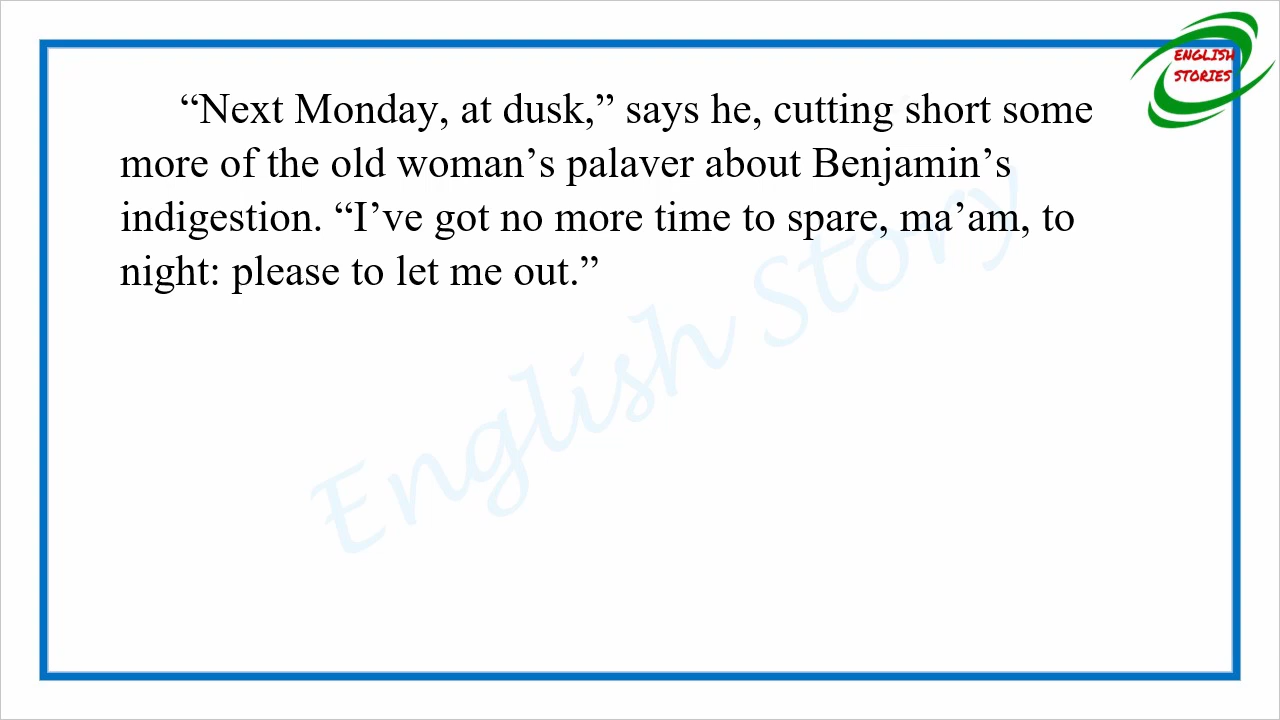 ENGLISH
STORIES
“Next Monday, at dusk,” says he, cutting short some
more of the old woman’s palaver about Benjamin’s
indigestion. “I’ve got no more time to spare, ma’am, to
night: please to let me out.”
English Story